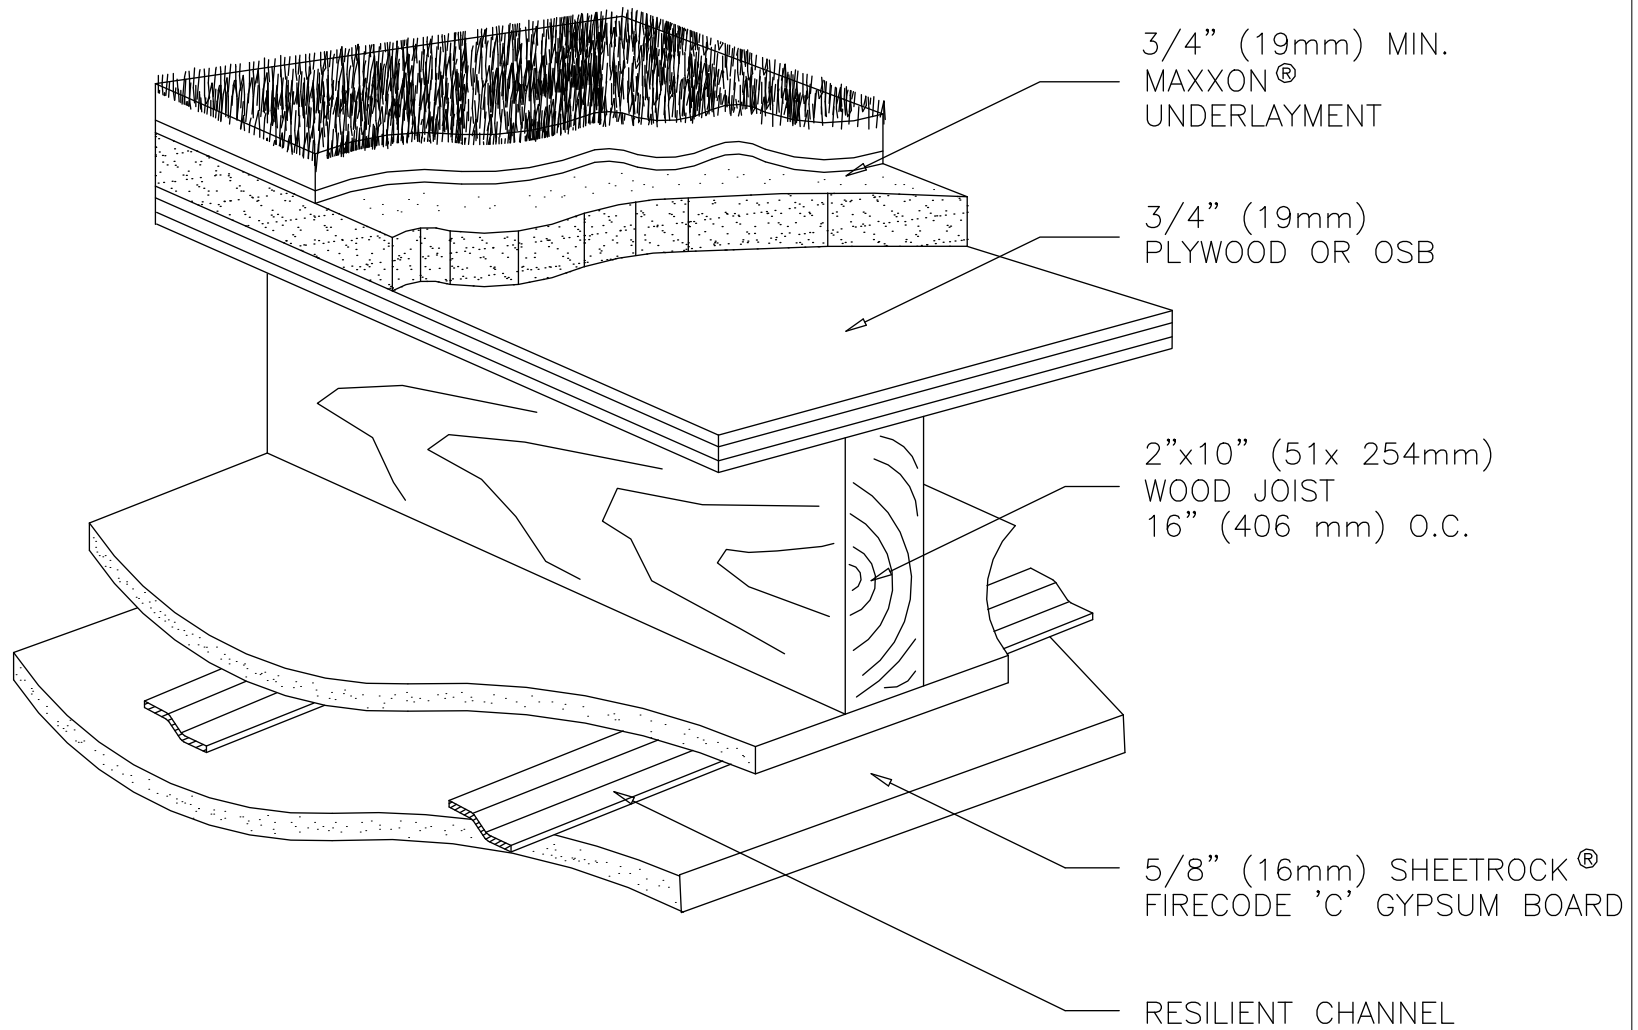 3/4" (19mm) MIN.
MAXXON®
UNDERLAYMENT
3/4" (19mm)
PLYWOOD OR OSB
2"x10" (51x 254mm)
WOOD JOIST
16" (406 mm) O.C.
5/8" (16mm) SHEETROCK®
FIRECODE 'C' GYPSUM BOARD
RESILIENT CHANNEL